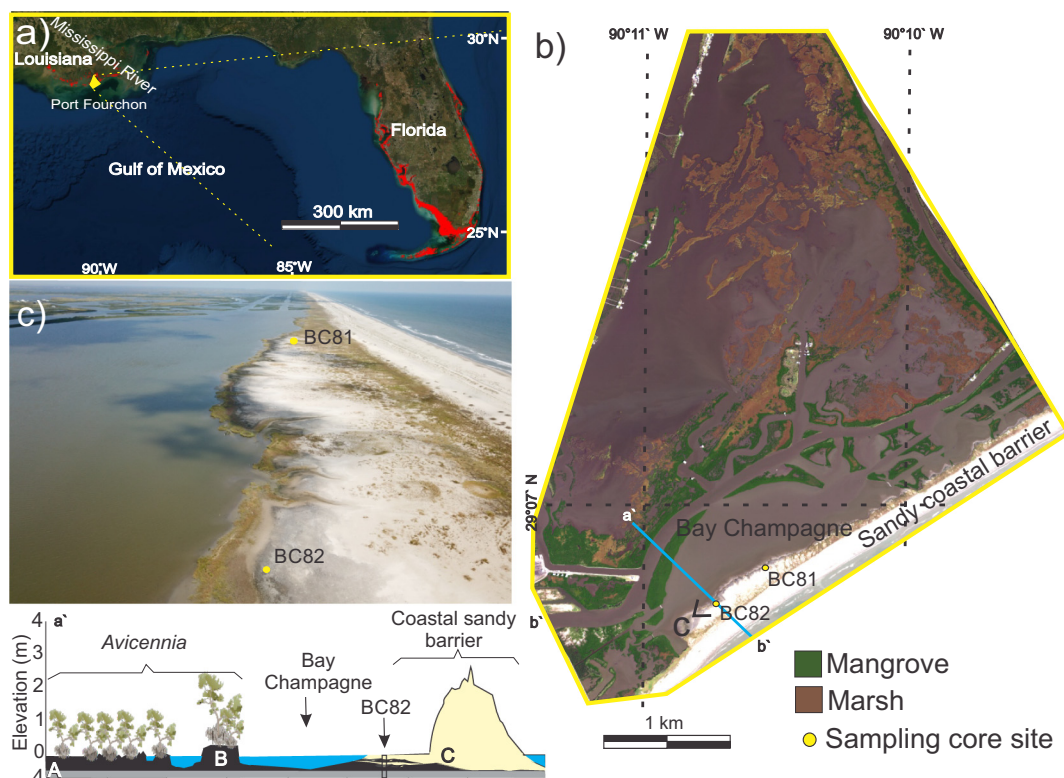 a)
Mississippi River
Louisiana
Port Fourchon
Florida
Gulf of Mexico
300 km
30°N
25°N
90°W
85°W
b)
90°11` W
90°10` W
29°07` N
a`
Bay Champagne
Sandy coastal barrier
BC81
BC82
C
b`
b`
Mangrove
Marsh
Sampling core site
1 km
c)
BC81
BC82
a`
Avicennia
Bay
Champagne
Coastal sandy
barrier
BC82
Elevation (m)
4
3
2
1
0
4
A
B
C